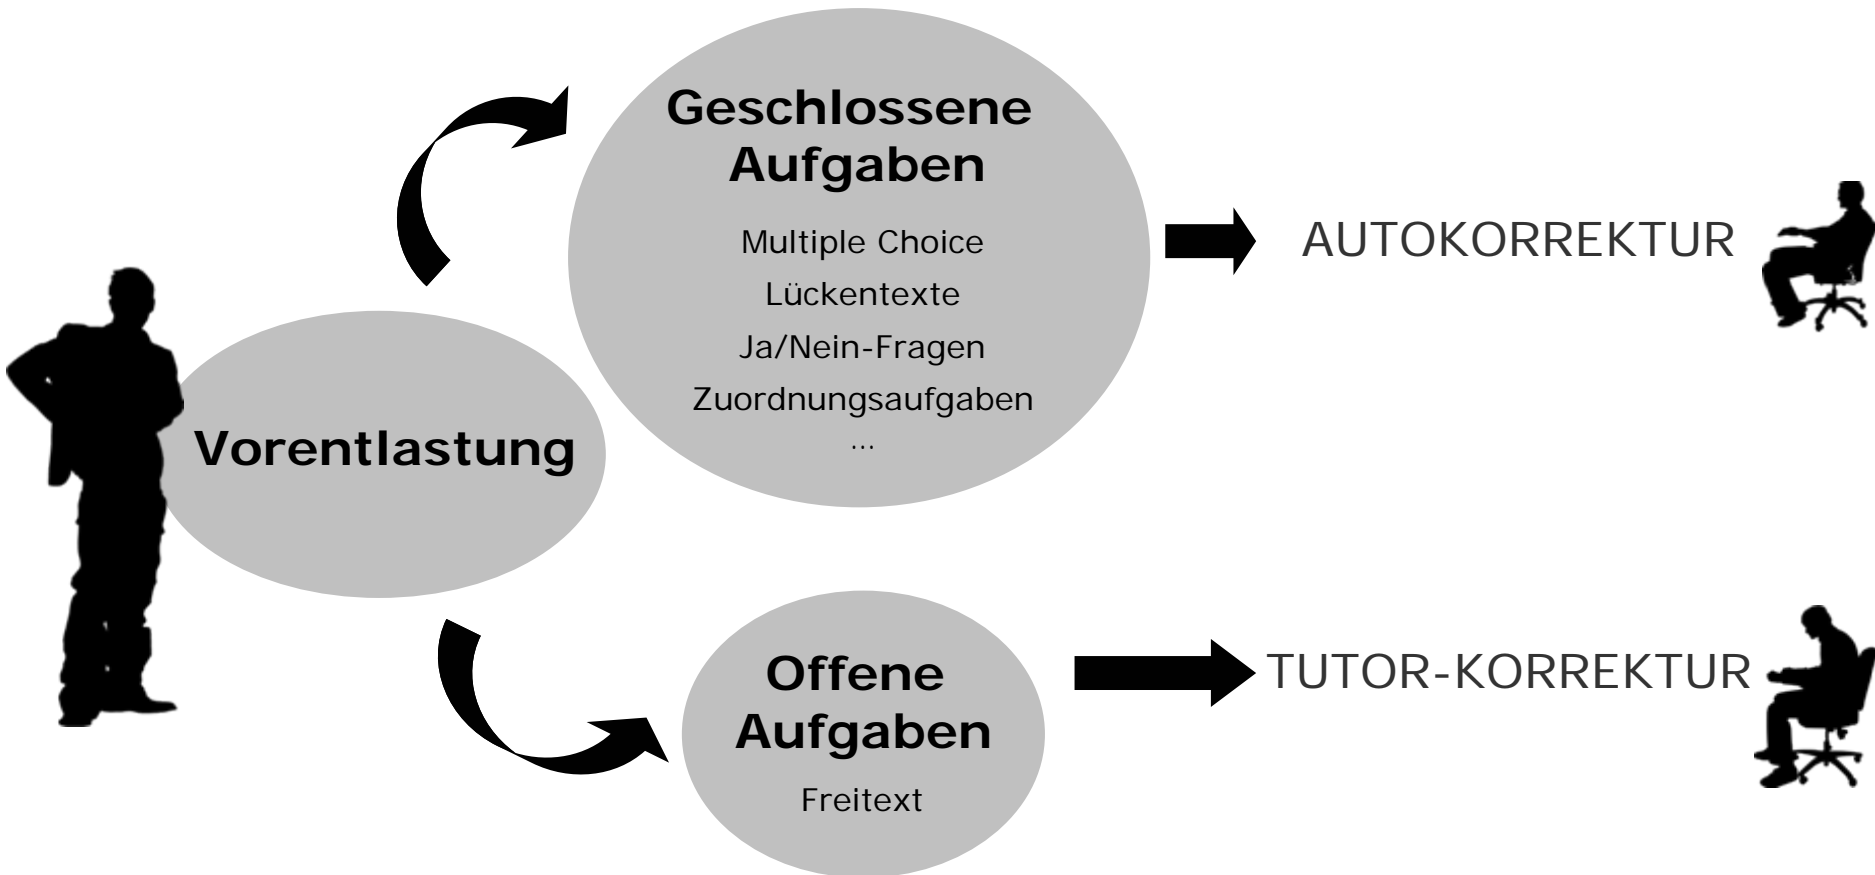 Vorentlastung
Geschlossene
Aufgaben
Multiple Choice
Lückentexte
Ja/Nein-Fragen
Zuordnungsaufgaben
...
AUTOKORREKTUR
Offene
Aufgaben
Freitext
TUTOR-KORREKTUR